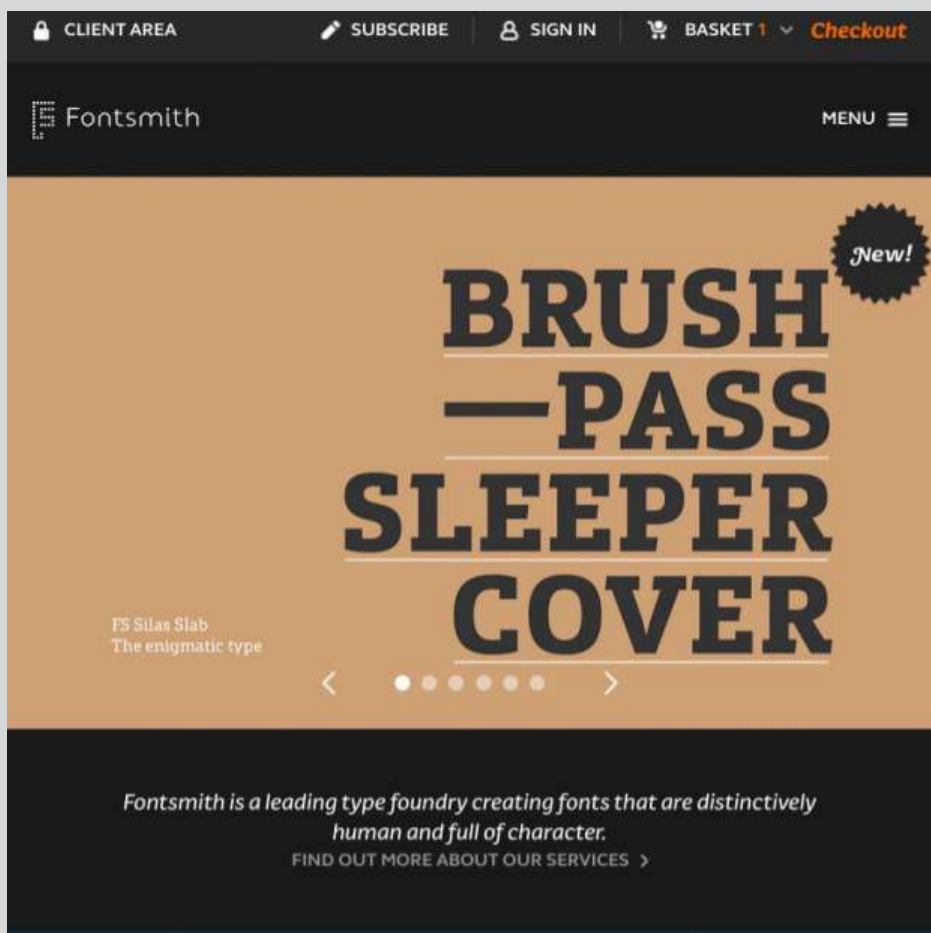 CLIENT AREA SUBSCRIBE SIGN IN BASKET 1 Checkout
Fontsmith MENU
New!
BRUSH
—PASS
SLEEPER
COVER
FS Silas Slab
The enigmatic type
Fontsmith is a leading type foundry creating fonts that are distinctively
human and full of character.
FIND OUT MORE ABOUT OUR SERVICES >